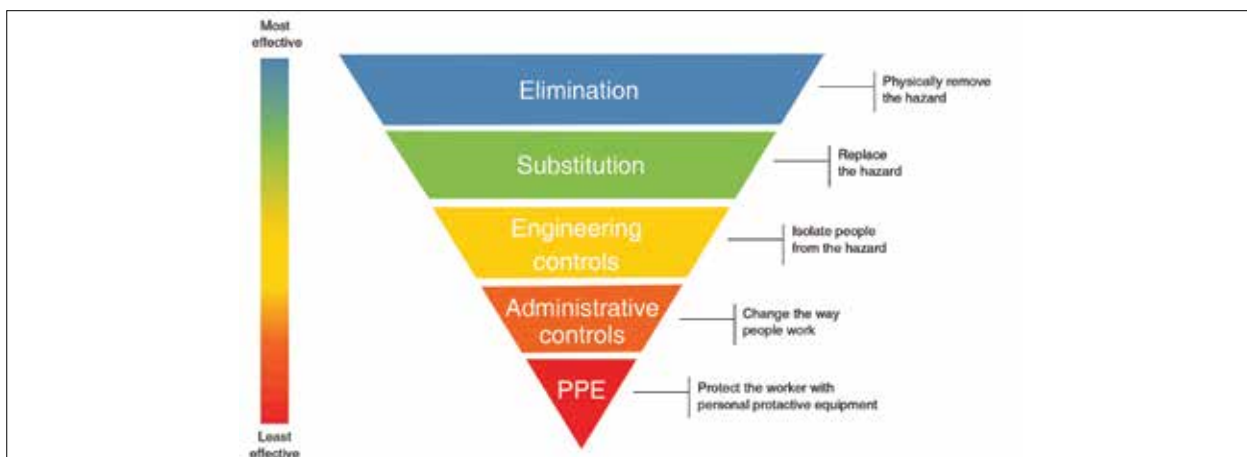 Most
effective
Elimination
Physically remove
the hazard
Substitution
Replace
the hazard
Engineering
controls
Isolate people
from the hazard
Administrative
controls
Change the way
people work
PPE
Protect the worker with
personal protactive equipment
Least
effective